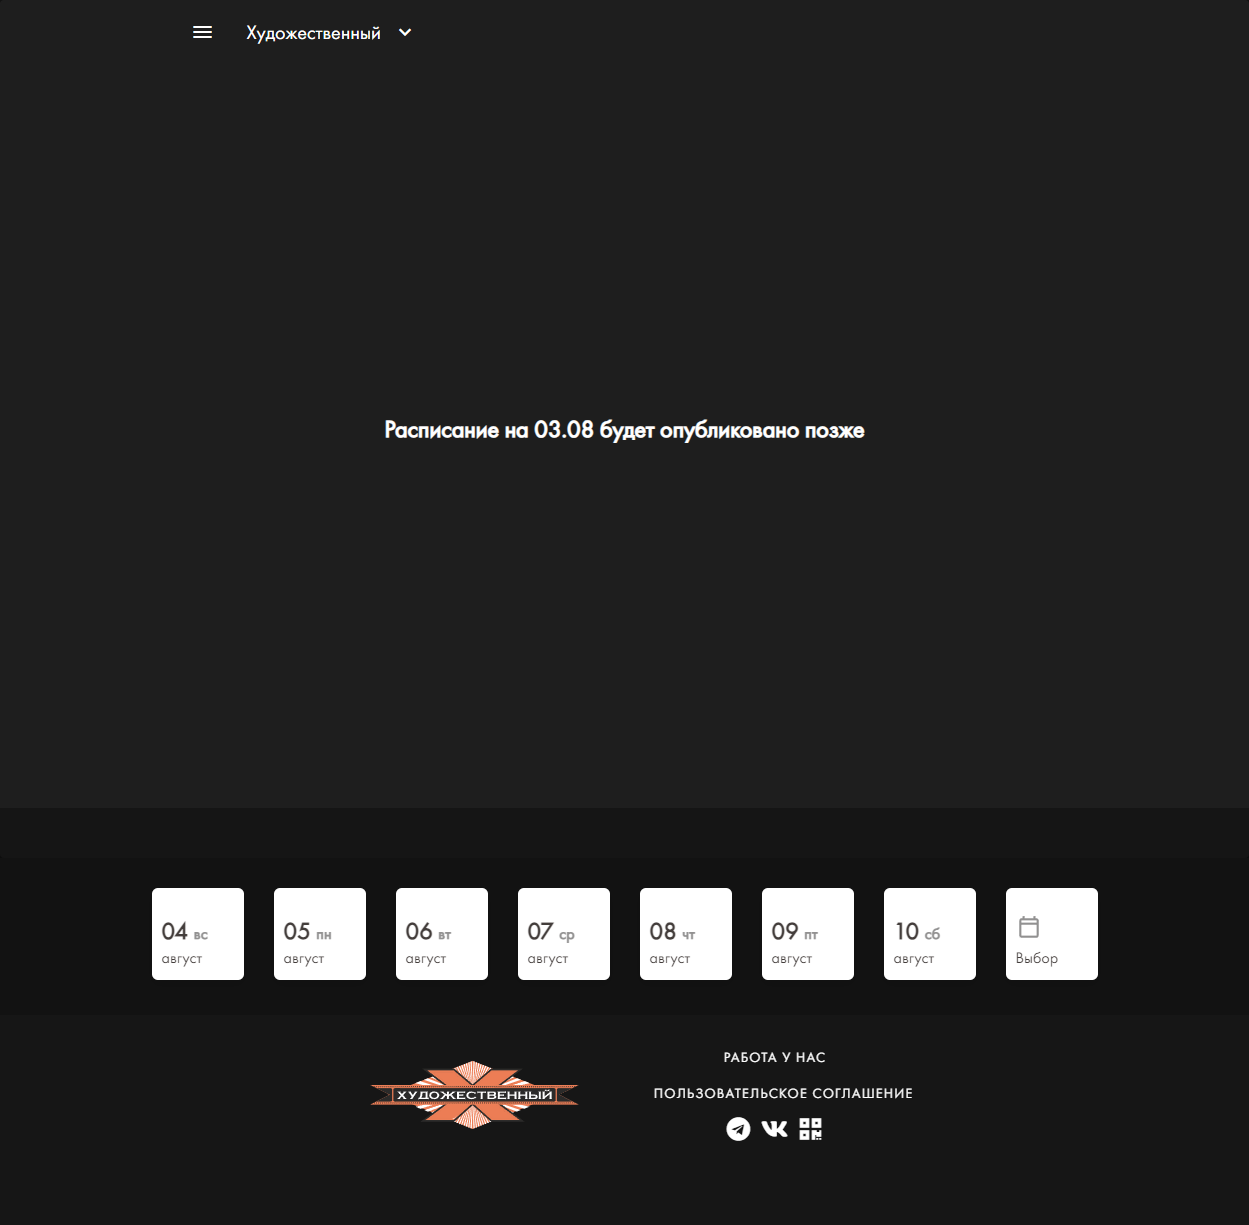 Художественный
Расписание на 03.08 будет опубликовано позже
04 вс
август
05 пн
август
06 вт
август
07 ср
август
08 чт
август
09 пт
август
10 сб
август
Выбор
ХУДОЖЕСТВЕННЫЙ
РАБОТА У НАС
ПОЛЬЗОВАТЕЛЬСКОЕ СОГЛАШЕНИЕ